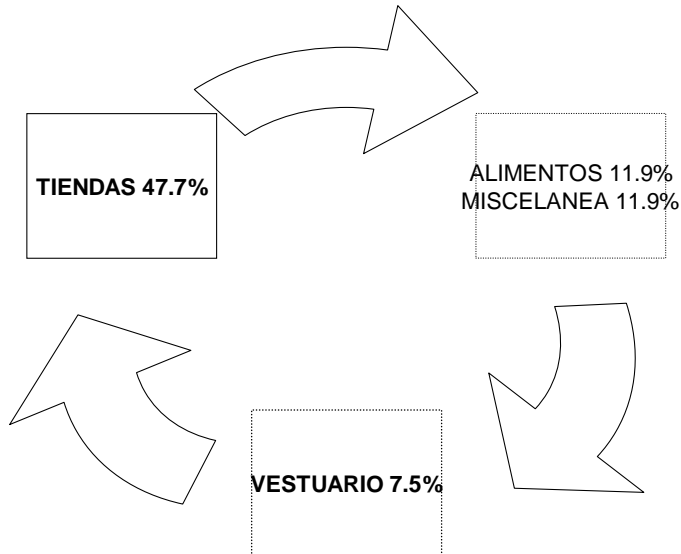 TIENDAS 47.7%
ALIMENTOS 11.9%
MISCELANEA 11.9%
VESTUARIO 7.5%